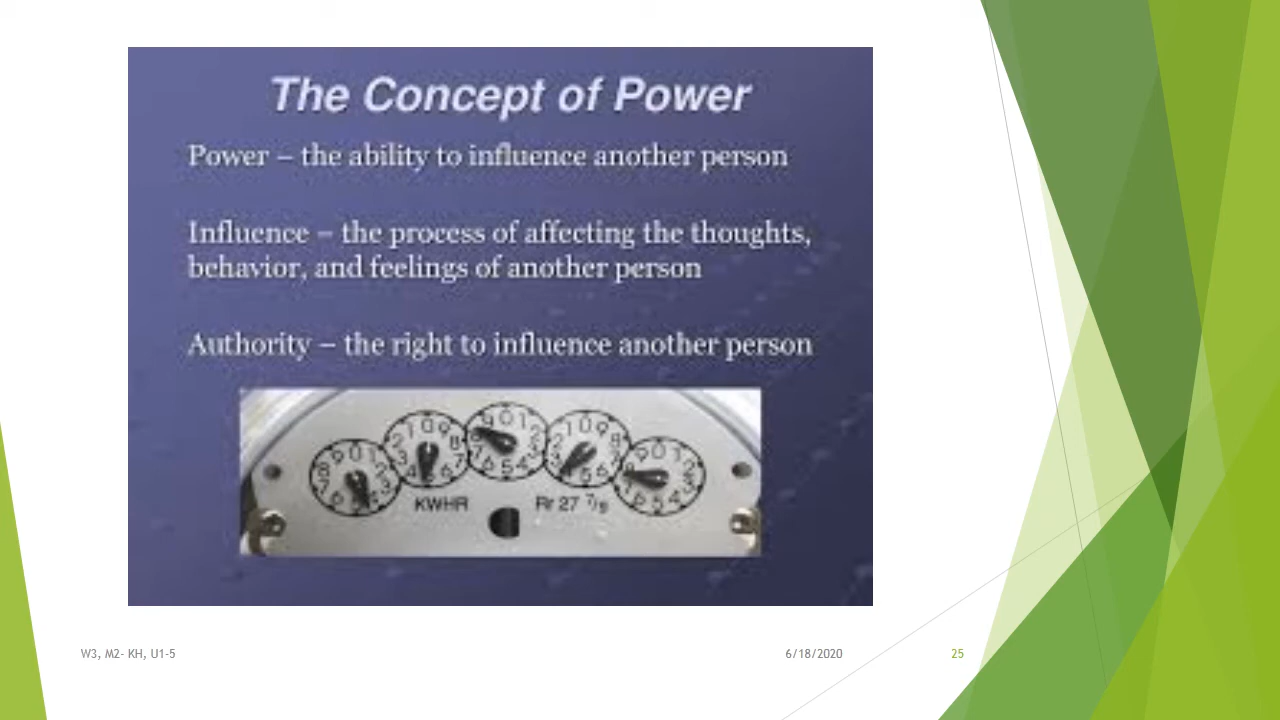 The Concept of Power
Power – the ability to influence another person
Influence – the process of affecting the thoughts,
behavior, and feelings of another person
Authority – the right to influence another person
KWHR
Rr 27 7/9
W3, M2- KH, U1-5
6/18/2020
25